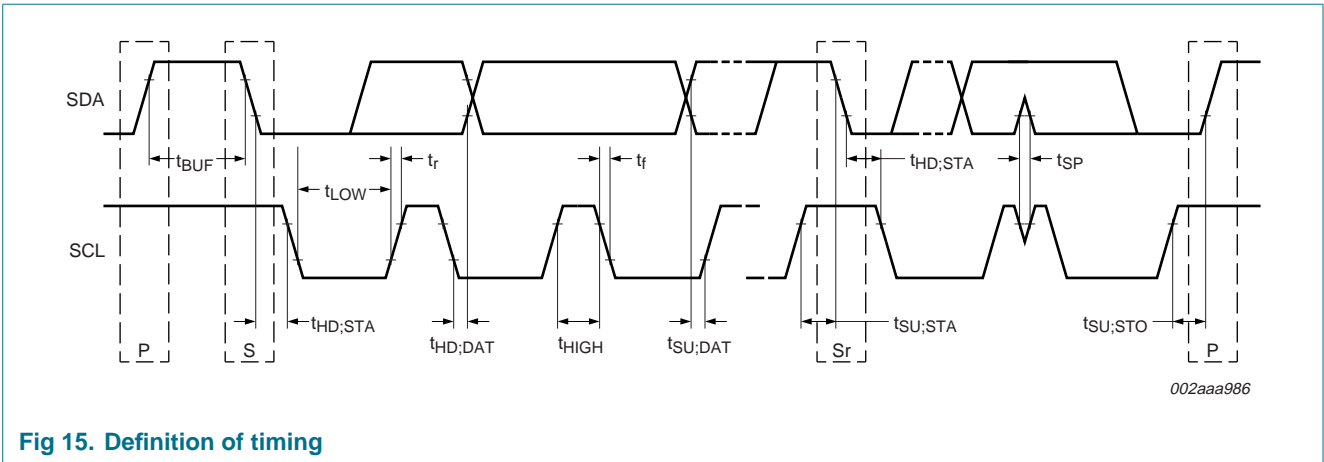 SDA
tBUF
tLOW
tr
tf
tHD;STA
tSP
SCL
tHD;STA
tHD;DAT
tHIGH
tSU;DAT
tSU;STA
tSU;STO
P
S
Sr
P
002aaa986
Fig 15. Definition of timing